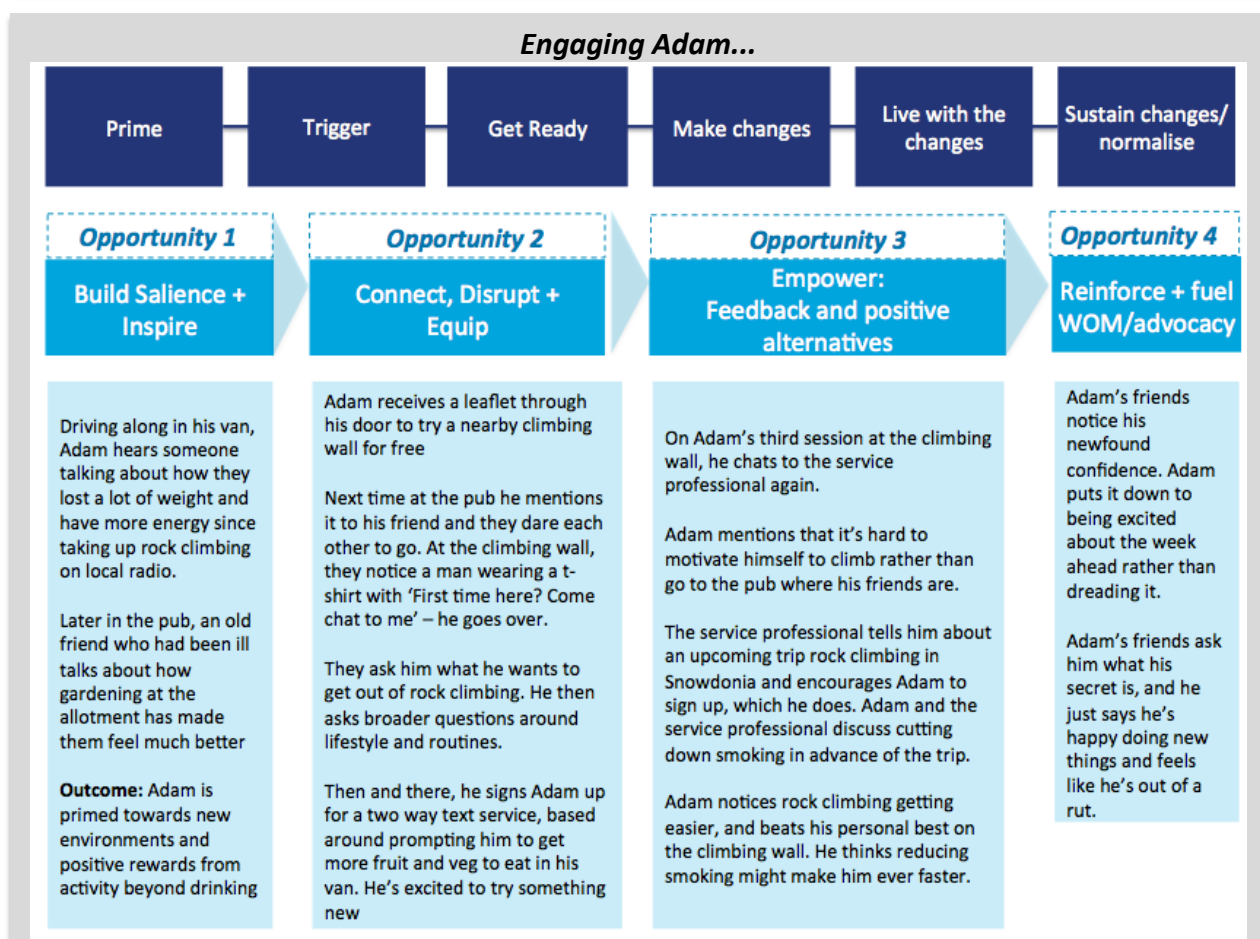 Engaging Adam...
Prime
Trigger
Get Ready
Make changes
Live with the
changes
Sustain changes/
normalise
Opportunity 1
Build Salience +
Inspire
Driving along in his van,
Adam hears someone
talking about how they
lost a lot of weight and
have more energy since
taking up rock climbing
on local radio.
Later in the pub, an old
friend who had been ill
talks about how
gardening at the
allotment has made
them feel much better
Outcome: Adam is
primed towards new
environments and
positive rewards from
activity beyond drinking
Opportunity 2
Connect, Disrupt +
Equip
Adam receives a leaflet through
his door to try a nearby climbing
wall for free
Next time at the pub he mentions
it to his friend and they dare each
other to go. At the climbing wall,
they notice a man wearing a t-
shirt with ‘First time here? Come
chat to me’ – he goes over.
They ask him what he wants to
get out of rock climbing. He then
asks broader questions around
lifestyle and routines.
Then and there, he signs Adam up
for a two way text service, based
around prompting him to get
more fruit and veg to eat in his
van. He’s excited to try something
new
Opportunity 3
Empower:
Feedback and positive
alternatives
On Adam’s third session at the climbing
wall, he chats to the service
professional again.
Adam mentions that it’s hard to
motivate himself to climb rather than
go to the pub where his friends are.
The service professional tells him about
an upcoming trip rock climbing in
Snowdonia and encourages Adam to
sign up, which he does. Adam and the
service professional discuss cutting
down smoking in advance of the trip.
Adam notices rock climbing getting
easier, and beats his personal best on
the climbing wall. He thinks reducing
smoking might make him ever faster.
Opportunity 4
Reinforce + fuel
WOM/advocacy
Adam’s friends
notice his
newfound
confidence. Adam
puts it down to
being excited
about the week
ahead rather than
dreading it.
Adam’s friends ask
him what his
secret is, and he
just says he’s
happy doing new
things and feels
like he’s out of a
rut.